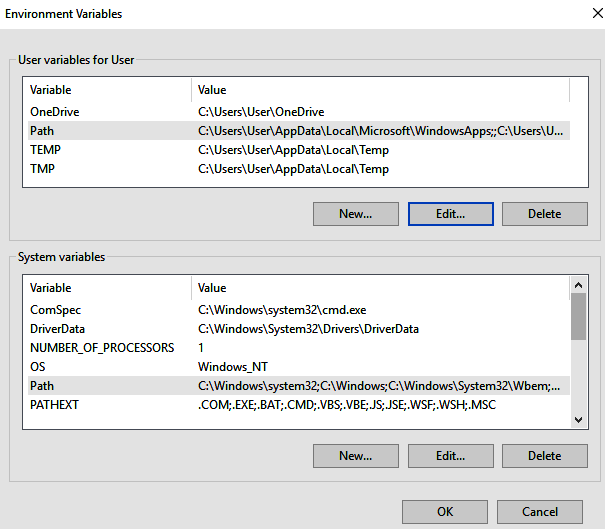 Environment Variables
User variables for User
Variable Value
OneDrive C:\Users\User\OneDrive
Path C:\Users\User\AppData\Local\Microsoft\WindowsApps;;C:\Users\U...
TEMP C:\Users\User\AppData\Local\Temp
TMP C:\Users\User\AppData\Local\Temp
New... Edit... Delete
System variables
Variable Value
ComSpec C:\Windows\system32\cmd.exe
DriverData C:\Windows\System32\Drivers\DriverData
NUMBER_OF_PROCESSORS 1
OS Windows_NT
Path C:\Windows\system32;C:\Windows;C:\Windows\System32\Wbem;...
PATHEXT .COM;.EXE;.BAT;.CMD;.VBS;.VBE;.JS;.JSE;.WSF;.WSH;.MSC
New... Edit... Delete
OK Cancel